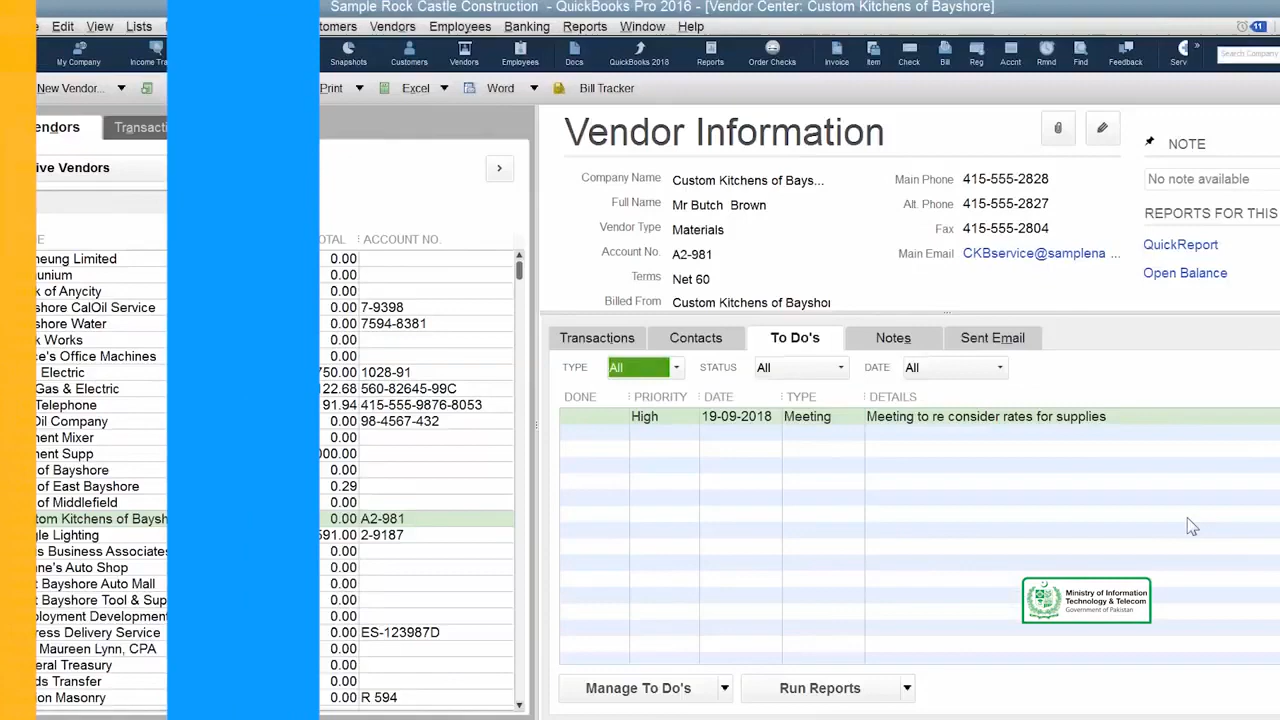 Sample Rock Castle Construction - QuickBooks Pro 2016 - [Vendor Center: Custom Kitchens of Bayshore]
Edit View Lists tomers Vendors Employees Banking Reports Window Help 11
My Company Income Tra Snapshots Customers Vendors Employees Docs QuickBooks 2018 Reports Order Checks Invoice Item Check Bill Reg Accnt Rmnd Find Feedback Serv Search Company
New Vendor... Print Excel Word Bill Tracker
endors Transacti
ive Vendors
OTAL ACCOUNT NO.
heung Limited 0.00
unium 0.00
k of Anycity 0.00
shore CalOil Service 0.00 7-9398
shore Water 0.00 7594-8381
k Works 0.00
ce's Office Machines 0.00
Electric 750.00 1028-91
Gas & Electric 122.68 560-82645-99C
Telephone 91.94 415-555-9876-8053
Oil Company 0.00 98-4567-432
ment Mixer 0.00
ment Supp 000.00
of Bayshore 0.00
of East Bayshore 0.29
of Middlefield 0.00
tom Kitchens of Baysh 0.00 A2-981
gle Lighting 591.00 2-9187
is Business Associates 0.00
ne's Auto Shop 0.00
t Bayshore Auto Mall 0.00
t Bayshore Tool & Sup 0.00
ployment Development 0.00
ress Delivery Service 0.00 ES-123987D
Maureen Lynn, CPA 0.00
eral Treasury 0.00
ds Transfer 0.00
on Masonry 0.00 R 594
Vendor Information
Company Name Custom Kitchens of Bays...
Full Name Mr Butch Brown
Vendor Type Materials
Account No. A2-981
Terms Net 60
Billed From Custom Kitchens of Bayshor
Main Phone 415-555-2828
Alt. Phone 415-555-2827
Fax 415-555-2804
Main Email CKBservice@samplena ...
NOTE
No note available
REPORTS FOR THIS
QuickReport
Open Balance
Transactions Contacts To Do's Notes Sent Email
TYPE All STATUS All DATE All
DONE PRIORITY DATE TYPE DETAILS
High 19-09-2018 Meeting Meeting to re consider rates for supplies
Ministry of Information
Technology & Telecom
Government of Pakistan
Manage To Do's Run Reports